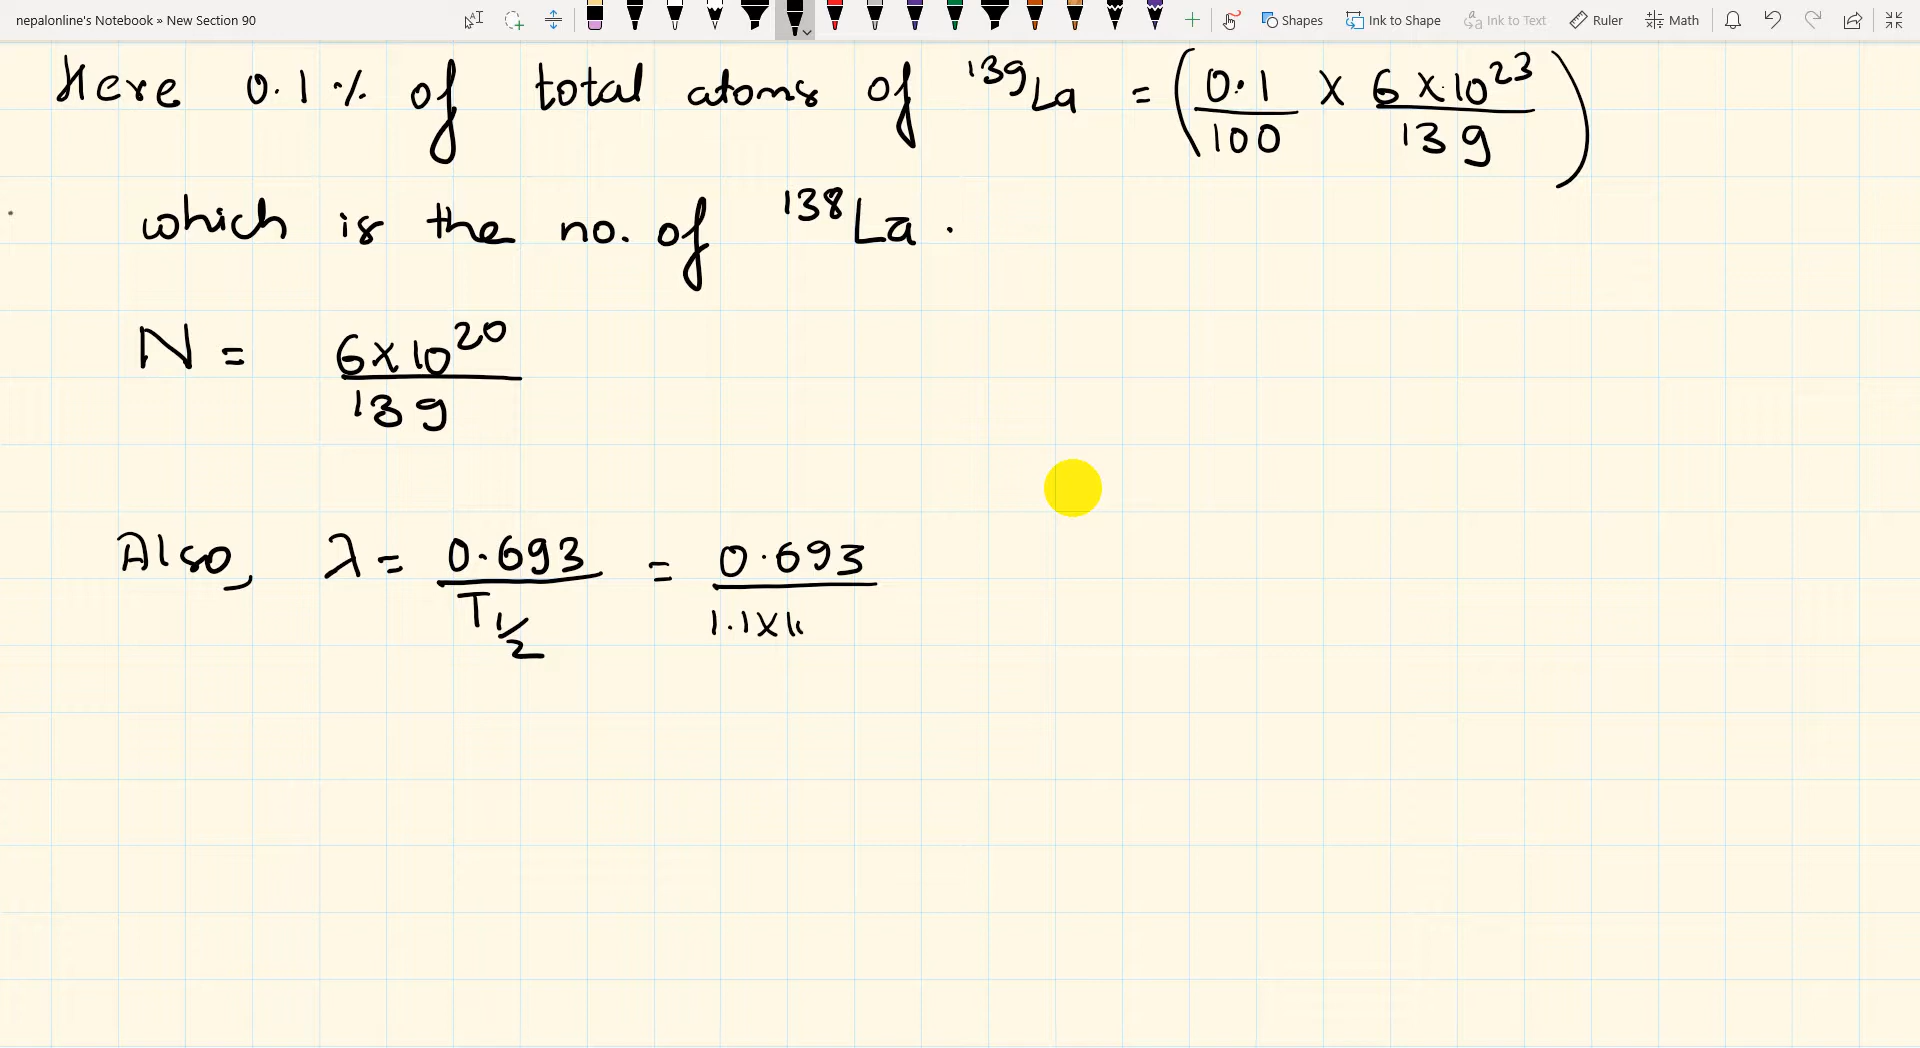 nepalonline's Notebook » New Section 90
Shapes Ink to Shape Ink to Text Ruler Math
Here 0.1 % of total atoms of ¹³⁹La = (0.1/100 × 6 × 10²³/139)
which is the no. of ¹³⁸La.
N = 6×10²⁰/139
Also, λ = 0.693/T½ = 0.693/1.1×1